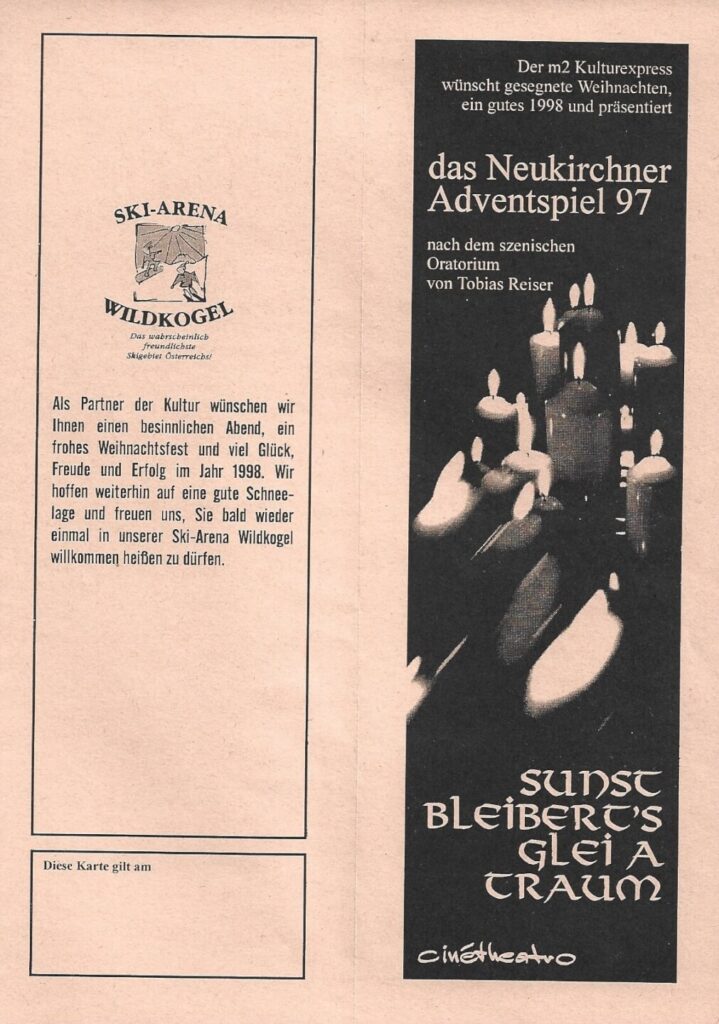 SKI-ARENA
WILDKOGEL
Das wahrscheinlich
freundlichste
Skigebiet Österreichs!
Als Partner der Kultur wünschen wir
Ihnen einen besinnlichen Abend, ein
frohes Weihnachtsfest und viel Glück,
Freude und Erfolg im Jahr 1998. Wir
hoffen weiterhin auf eine gute Schnee-
lage und freuen uns, Sie bald wieder
einmal in unserer Ski-Arena Wildkogel
willkommen heißen zu dürfen.
Diese Karte gilt am
Der m2 Kulturexpress
wünscht gesegnete Weihnachten,
ein gutes 1998 und präsentiert
das Neukirchner
Adventspiel 97
nach dem szenischen
Oratorium
von Tobias Reiser
SUNST
BLEIBERT'S
GLEI A
TRAUM
cinétheatro